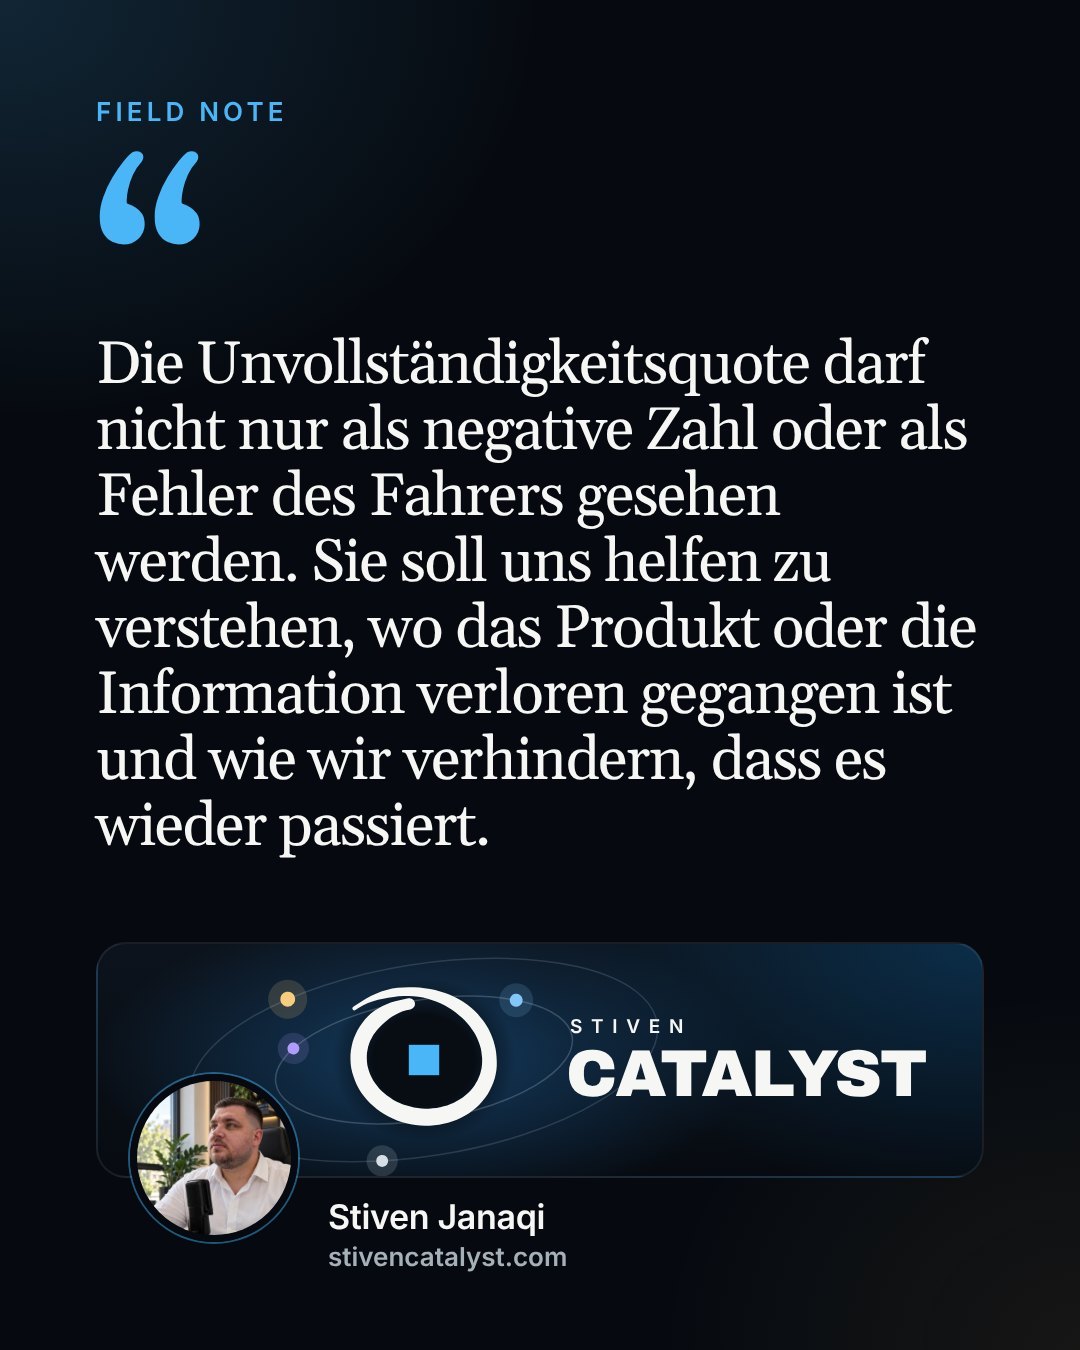 FIELD NOTE
“
Die Unvollständigkeitsquote darf
nicht nur als negative Zahl oder als
Fehler des Fahrers gesehen
werden. Sie soll uns helfen zu
verstehen, wo das Produkt oder die
Information verloren gegangen ist
und wie wir verhindern, dass es
wieder passiert.
STIVEN
CATALYST
Stiven Janaqi
stivencatalyst.com